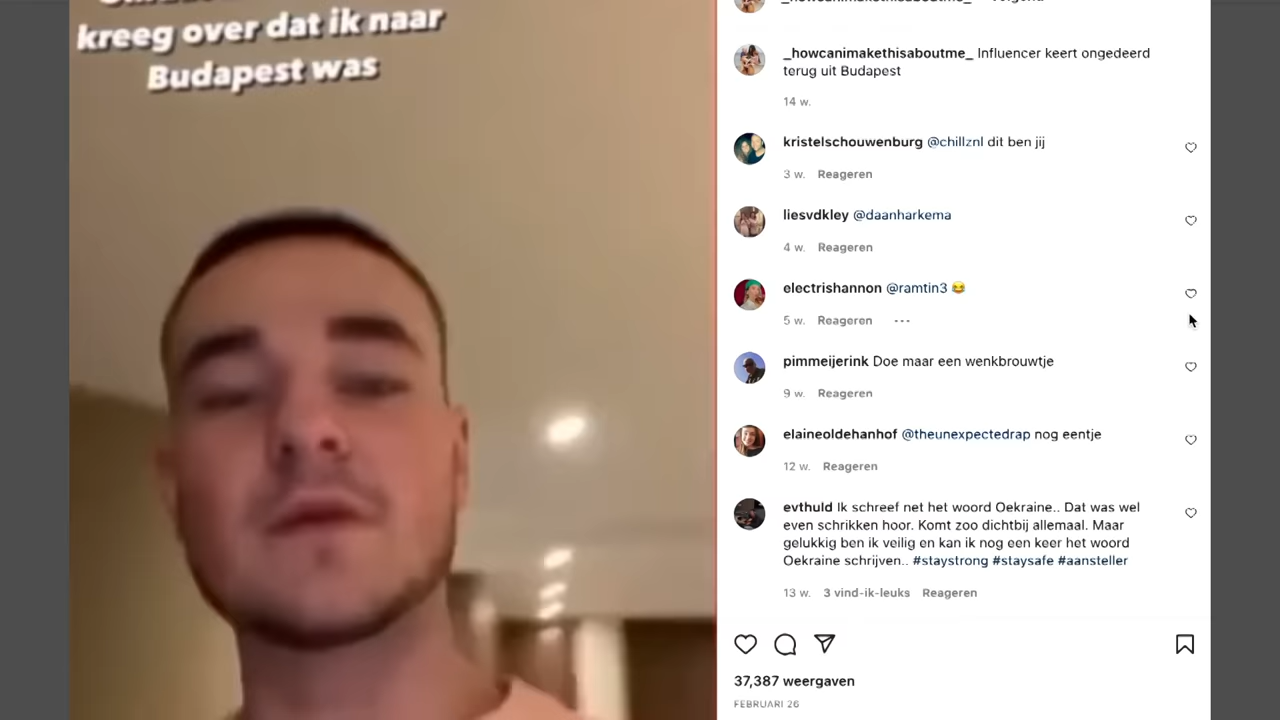 kreeg over dat ik naar
Budapest was
_howcanimakethisaboutme_
_howcanimakethisaboutme_ Influencer keert ongedeerd
terug uit Budapest
14 w.
kristelschouwenburg @chillznl dit ben jij
3 w. Reageren
liesvdkley @daanharkema
4 w. Reageren
electrishannon @ramtin3 😂
5 w. Reageren ...
pimmeijerink Doe maar een wenkbrouwtje
9 w. Reageren
elaineoldehanhof @theunexpectedrap nog eentje
12 w. Reageren
evthuld Ik schreef net het woord Oekraine.. Dat was wel
even schrikken hoor. Komt zoo dichtbij allemaal. Maar
gelukkig ben ik veilig en kan ik nog een keer het woord
Oekraine schrijven.. #staystrong #staysafe #aansteller
13 w. 3 vind-ik-leuks Reageren
37,387 weergaven
FEBRUARI 26